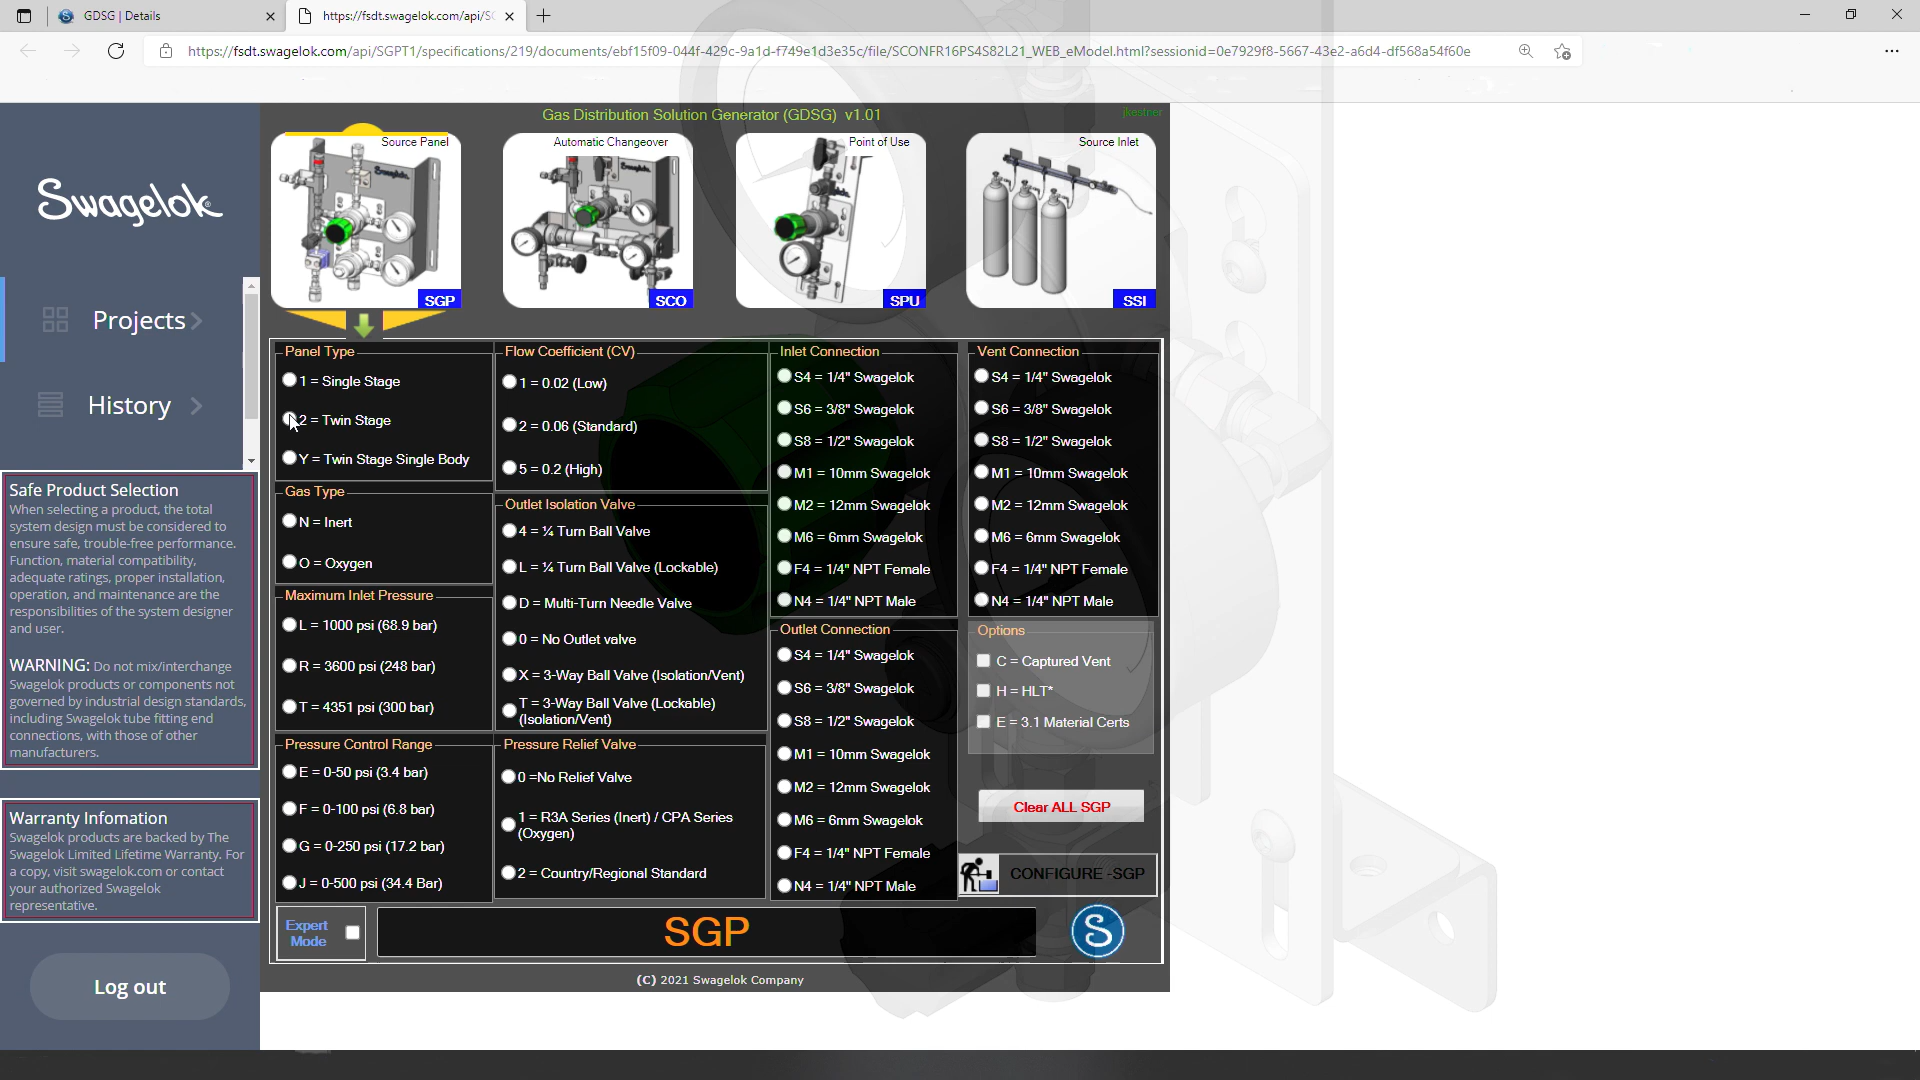 GDSG | Details
https://fsdt.swagelok.com/api/SC
https://fsdt.swagelok.com/api/SGPT1/specifications/219/documents/ebf15f09-044f-429c-9a1d-f749e1d3e35c/file/SCONFR16PS4S82L21_WEB_eModel.html?sessionid=0e7929f8-5667-43e2-a6d4-df568a54f60e
Gas Distribution Solution Generator (GDSG) v1.01
jkestner
Swagelok
Projects
History
Safe Product Selection
When selecting a product, the total
system design must be considered to
ensure safe, trouble-free performance.
Function, material compatibility,
adequate ratings, proper installation,
operation, and maintenance are the
responsibilities of the system designer
and user.
WARNING: Do not mix/interchange
Swagelok products or components not
governed by industrial design standards,
including Swagelok tube fitting end
connections, with those of other
manufacturers.
Warranty Infomation
Swagelok products are backed by The
Swagelok Limited Lifetime Warranty. For
a copy, visit swagelok.com or contact
your authorized Swagelok
representative.
Log out
Source Panel
SGP
Automatic Changeover
SCO
Point of Use
SPU
Source Inlet
SSI
Panel Type
1 = Single Stage
2 = Twin Stage
Y = Twin Stage Single Body
Gas Type
N = Inert
O = Oxygen
Maximum Inlet Pressure
L = 1000 psi (68.9 bar)
R = 3600 psi (248 bar)
T = 4351 psi (300 bar)
Pressure Control Range
E = 0-50 psi (3.4 bar)
F = 0-100 psi (6.8 bar)
G = 0-250 psi (17.2 bar)
J = 0-500 psi (34.4 Bar)
Flow Coefficient (CV)
1 = 0.02 (Low)
2 = 0.06 (Standard)
5 = 0.2 (High)
Outlet Isolation Valve
4 = ¼ Turn Ball Valve
L = ¼ Turn Ball Valve (Lockable)
D = Multi-Turn Needle Valve
0 = No Outlet valve
X = 3-Way Ball Valve (Isolation/Vent)
T = 3-Way Ball Valve (Lockable)
(Isolation/Vent)
Pressure Relief Valve
0 =No Relief Valve
1 = R3A Series (Inert) / CPA Series
(Oxygen)
2 = Country/Regional Standard
Inlet Connection
S4 = 1/4" Swagelok
S6 = 3/8" Swagelok
S8 = 1/2" Swagelok
M1 = 10mm Swagelok
M2 = 12mm Swagelok
M6 = 6mm Swagelok
F4 = 1/4" NPT Female
N4 = 1/4" NPT Male
Outlet Connection
S4 = 1/4" Swagelok
S6 = 3/8" Swagelok
S8 = 1/2" Swagelok
M1 = 10mm Swagelok
M2 = 12mm Swagelok
M6 = 6mm Swagelok
F4 = 1/4" NPT Female
N4 = 1/4" NPT Male
Vent Connection
S4 = 1/4" Swagelok
S6 = 3/8" Swagelok
S8 = 1/2" Swagelok
M1 = 10mm Swagelok
M2 = 12mm Swagelok
M6 = 6mm Swagelok
F4 = 1/4" NPT Female
N4 = 1/4" NPT Male
Options
C = Captured Vent
H = HLT*
E = 3.1 Material Certs
Clear ALL SGP
CONFIGURE -SGP
Expert
Mode
SGP
S
(C) 2021 Swagelok Company